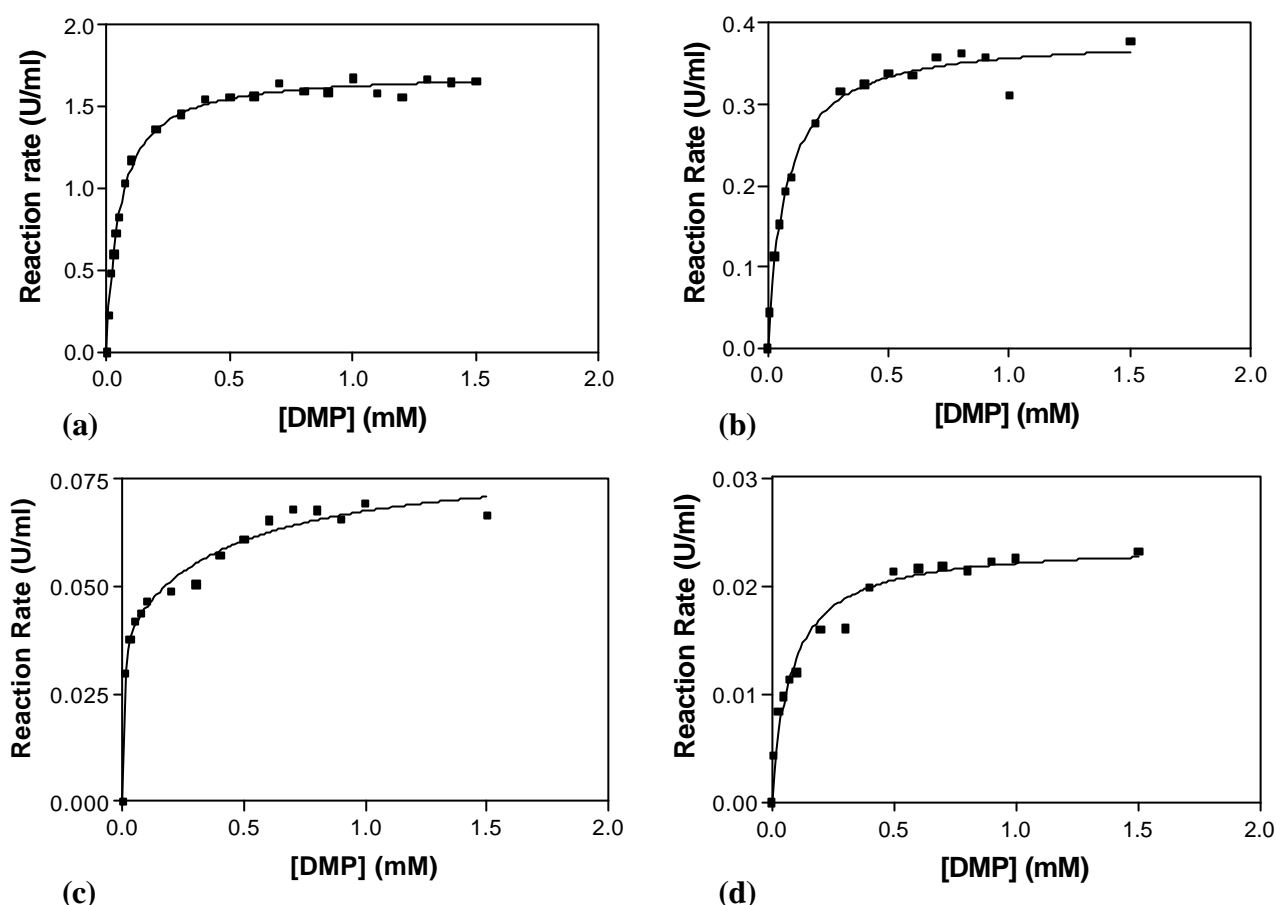 2.0
1.5
1.0
0.5
0.0
Reaction rate (U/ml)
0.0 0.5 1.0 1.5 2.0
[DMP] (mM)
(a)
0.4
0.3
0.2
0.1
0.0
Reaction Rate (U/ml)
0.0 0.5 1.0 1.5 2.0
[DMP] (mM)
(b)
0.075
0.050
0.025
0.000
Reaction Rate (U/ml)
0.0 0.5 1.0 1.5 2.0
[DMP] (mM)
(c)
0.03
0.02
0.01
0.00
Reaction Rate (U/ml)
0.0 0.5 1.0 1.5 2.0
[DMP] (mM)
(d)